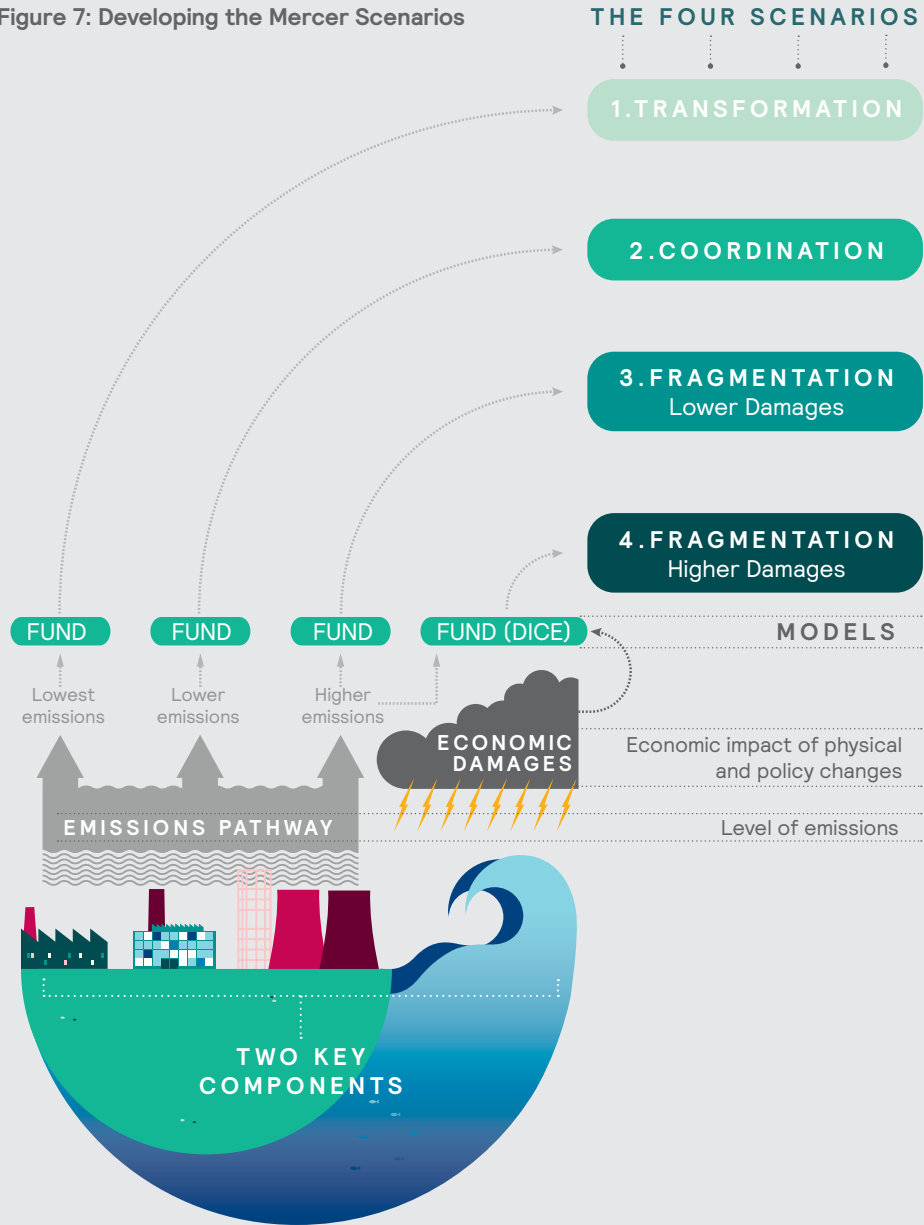 Figure 7: Developing the Mercer Scenarios
THE FOUR SCENARIOS
1.TRANSFORMATION
2.COORDINATION
3.FRAGMENTATION
Lower Damages
4.FRAGMENTATION
Higher Damages
FUND
FUND
FUND
FUND (DICE)
MODELS
Lowest
emissions
Lower
emissions
Higher
emissions
ECONOMIC
DAMAGES
Economic impact of physical
and policy changes
EMISSIONS PATHWAY
Level of emissions
TWO KEY
COMPONENTS